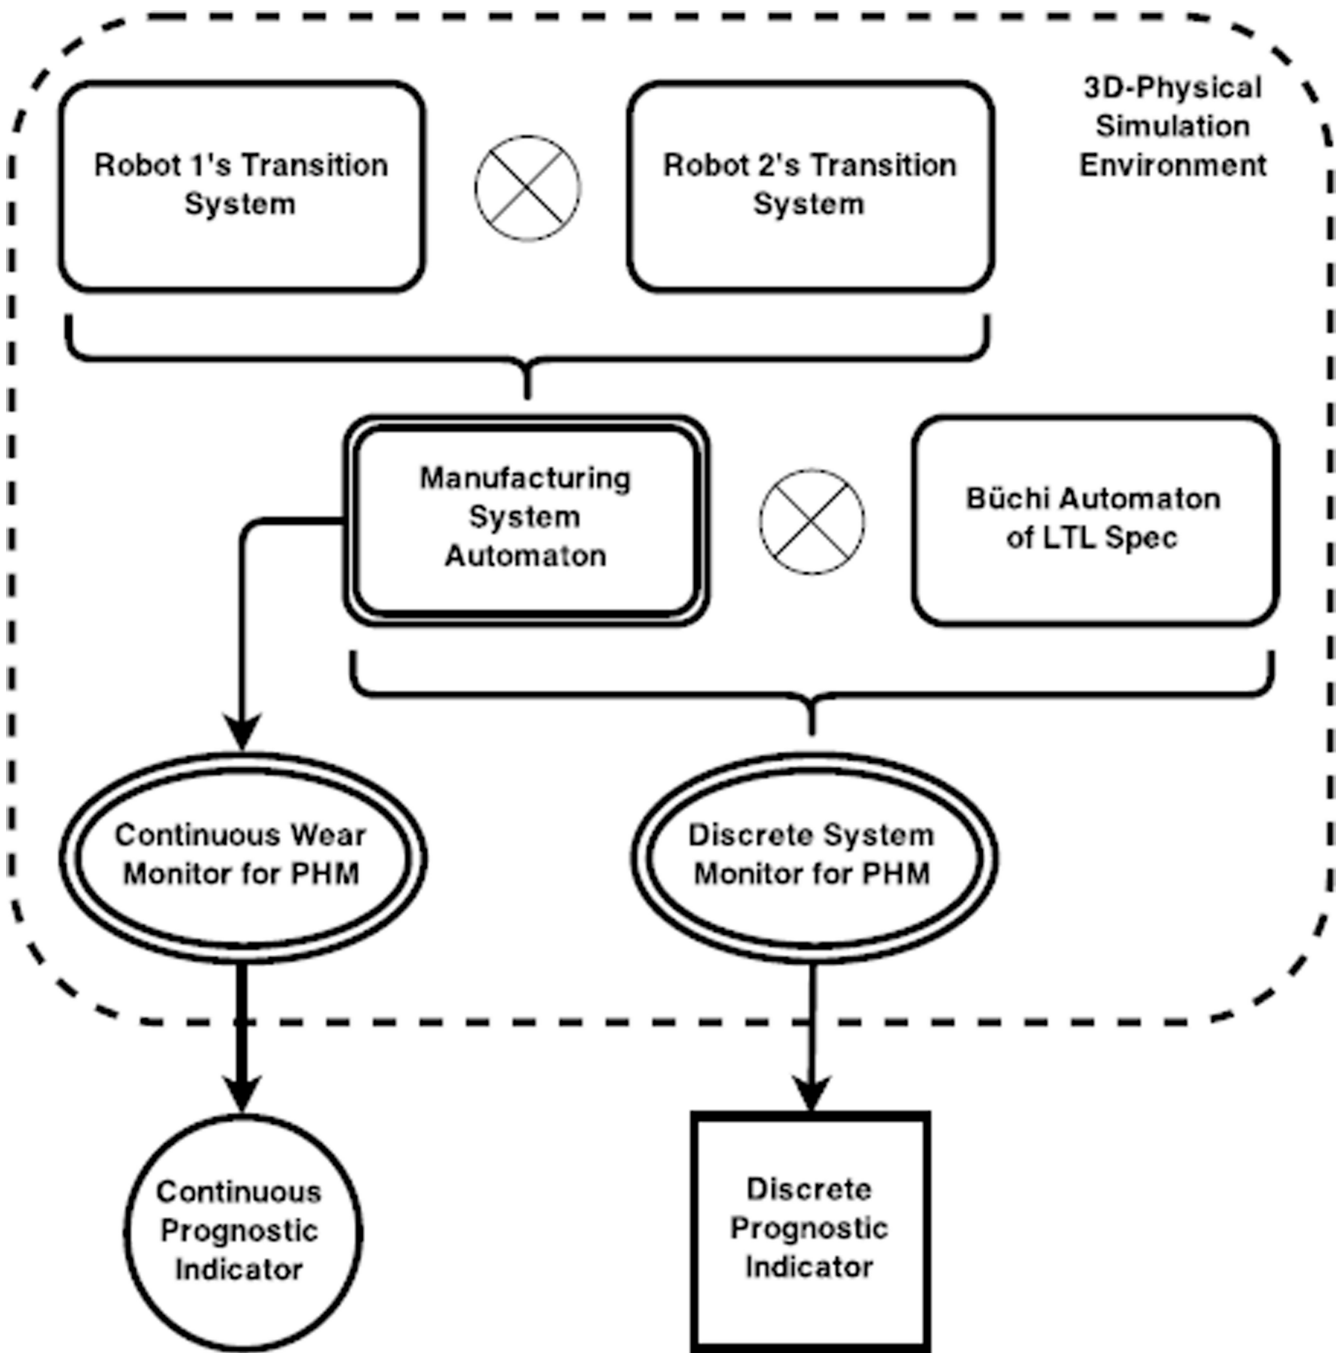 3D-Physical
Simulation
Environment
Robot 1's Transition
System
Robot 2's Transition
System
Manufacturing
System
Automaton
Büchi Automaton
of LTL Spec
Continuous Wear
Monitor for PHM
Discrete System
Monitor for PHM
Continuous
Prognostic
Indicator
Discrete
Prognostic
Indicator